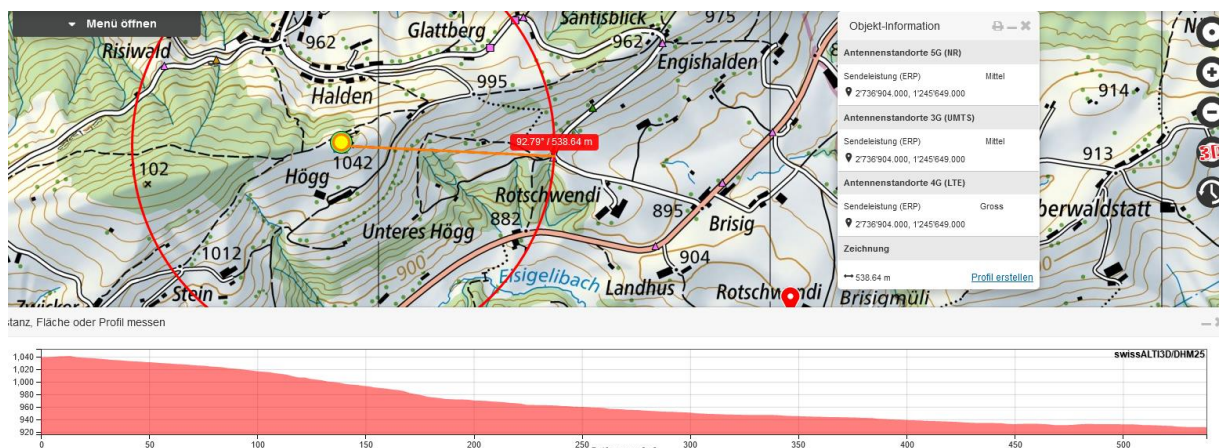 Menü öffnen
Risiwald
962
Glattberg
Säntisblick
962
975
Engishalden
995
Halden
92.79° / 538.64 m
1042
102
Högg
Rotschwendi
882
895
Brisig
Unteres Högg
1012
900
904
Eisigelibach
Landhus
Rotschwendi
Stein
Brisigmüli
914
913
berwaldstatt
Objekt-Information
Antennenstandorte 5G (NR)
Sendeleistung (ERP) Mittel
2'736'904.000, 1'245'649.000
Antennenstandorte 3G (UMTS)
Sendeleistung (ERP) Mittel
2'736'904.000, 1'245'649.000
Antennenstandorte 4G (LTE)
Sendeleistung (ERP) Gross
2'736'904.000, 1'245'649.000
Zeichnung
538.64 m Profil erstellen
3D
stanz, Fläche oder Profil messen
swissALTI3D/DHM25
1,040
1,020
1,000
980
960
940
920
0 50 100 150 200 250 300 350 400 450 500